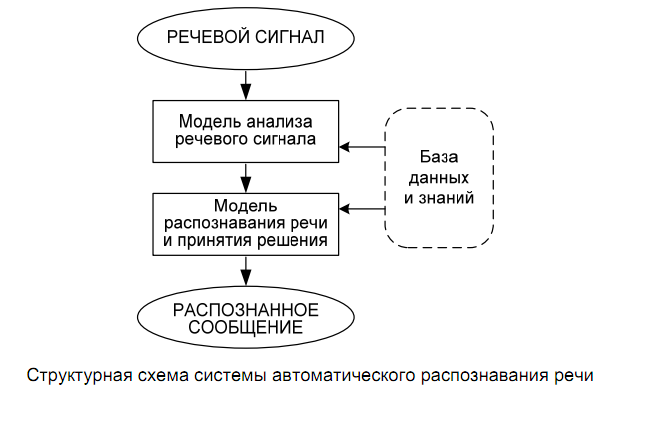 РЕЧЕВОЙ СИГНАЛ
Модель анализа
речевого сигнала
База
данных
и знаний
Модель
распознавания речи
и принятия решения
РАСПОЗНАННОЕ
СООБЩЕНИЕ
Структурная схема системы автоматического распознавания речи